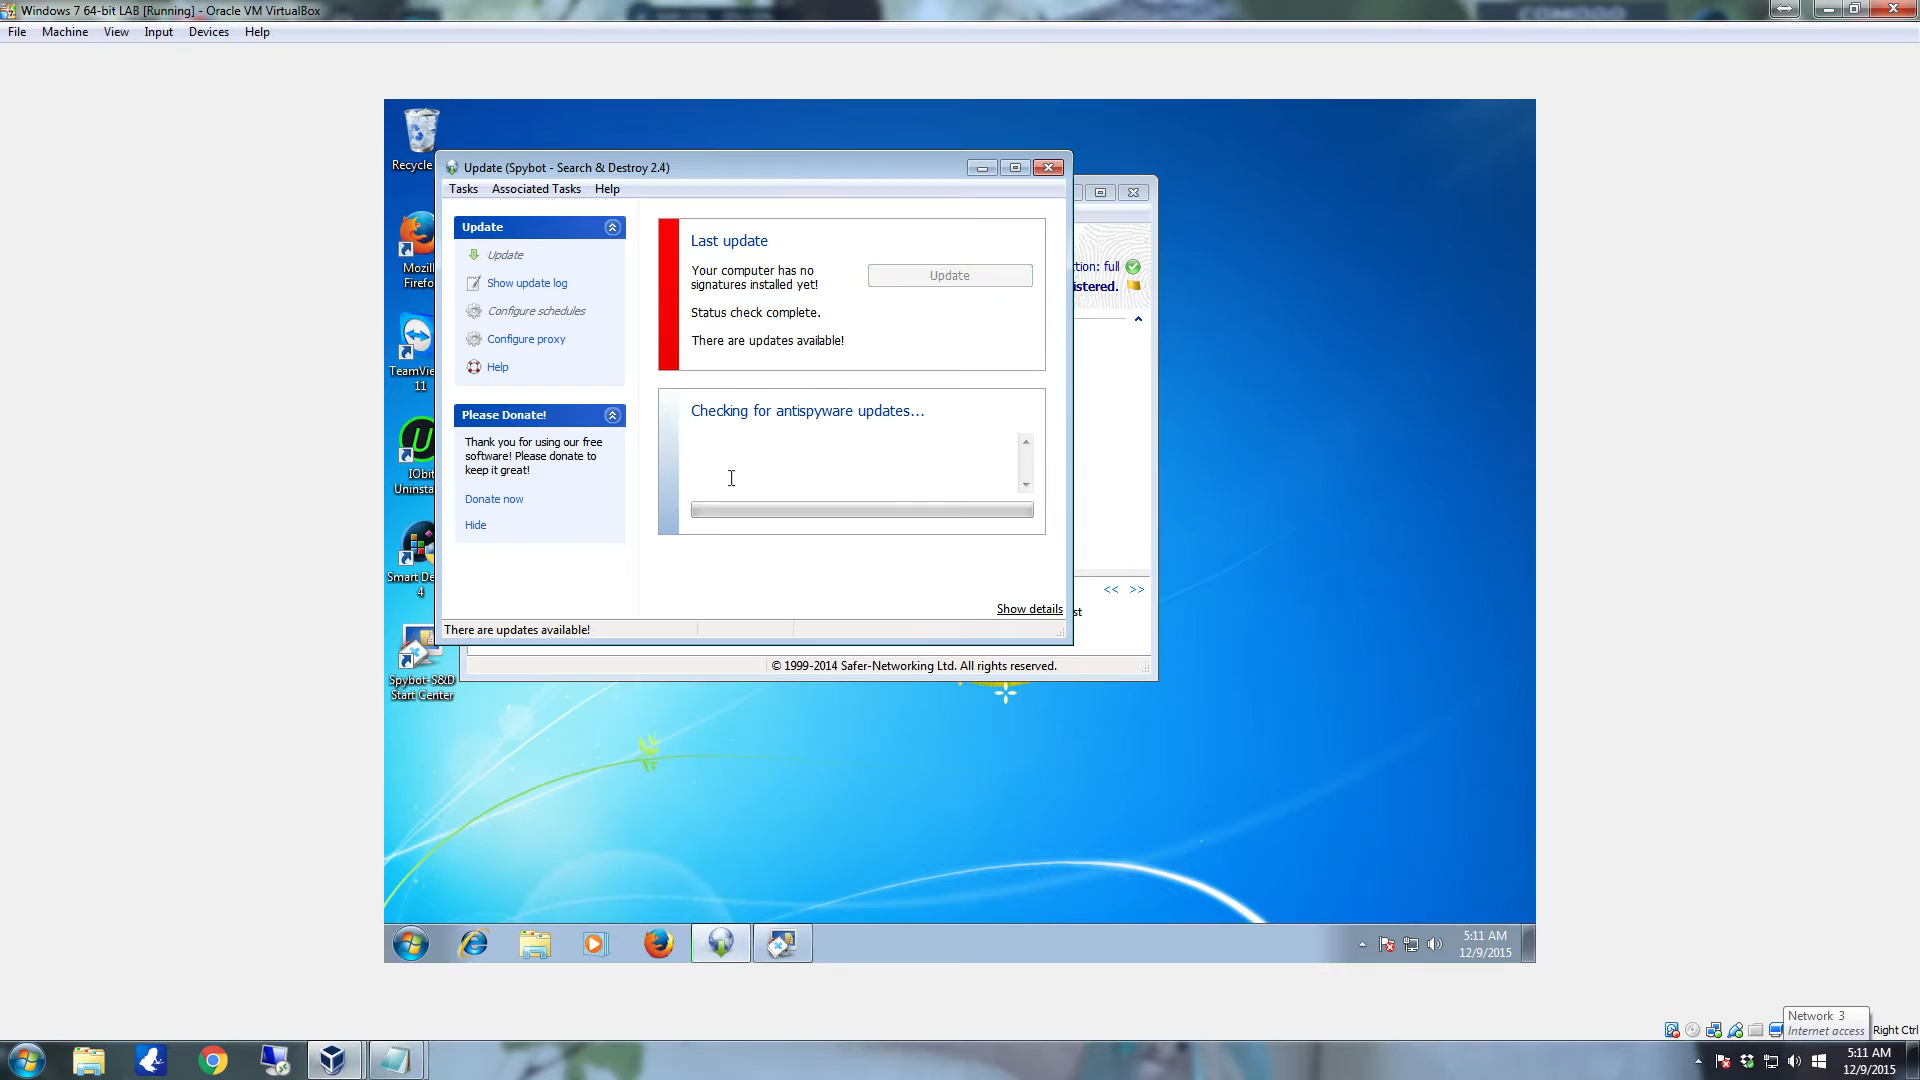 Windows 7 64-bit LAB [Running] - Oracle VM VirtualBox
File Machine View Input Devices Help
Recycle
Update (Spybot - Search & Destroy 2.4)
Tasks Associated Tasks Help
Update
Update
Show update log
Configure schedules
Configure proxy
Help
Please Donate!
Thank you for using our free
software! Please donate to
keep it great!
Donate now
Hide
Last update
Your computer has no
signatures installed yet!
Update
Status check complete.
There are updates available!
Checking for antispyware updates...
Show details
There are updates available!
tion: full
istered.
<< >>
st
© 1999-2014 Safer-Networking Ltd. All rights reserved.
Mozill
Firefo
TeamVie
11
IObit
Uninsta
Smart De
4
Spybot-S&D
Start Center
5:11 AM
12/9/2015
Network 3
Internet access
Right Ctrl
5:11 AM
12/9/2015